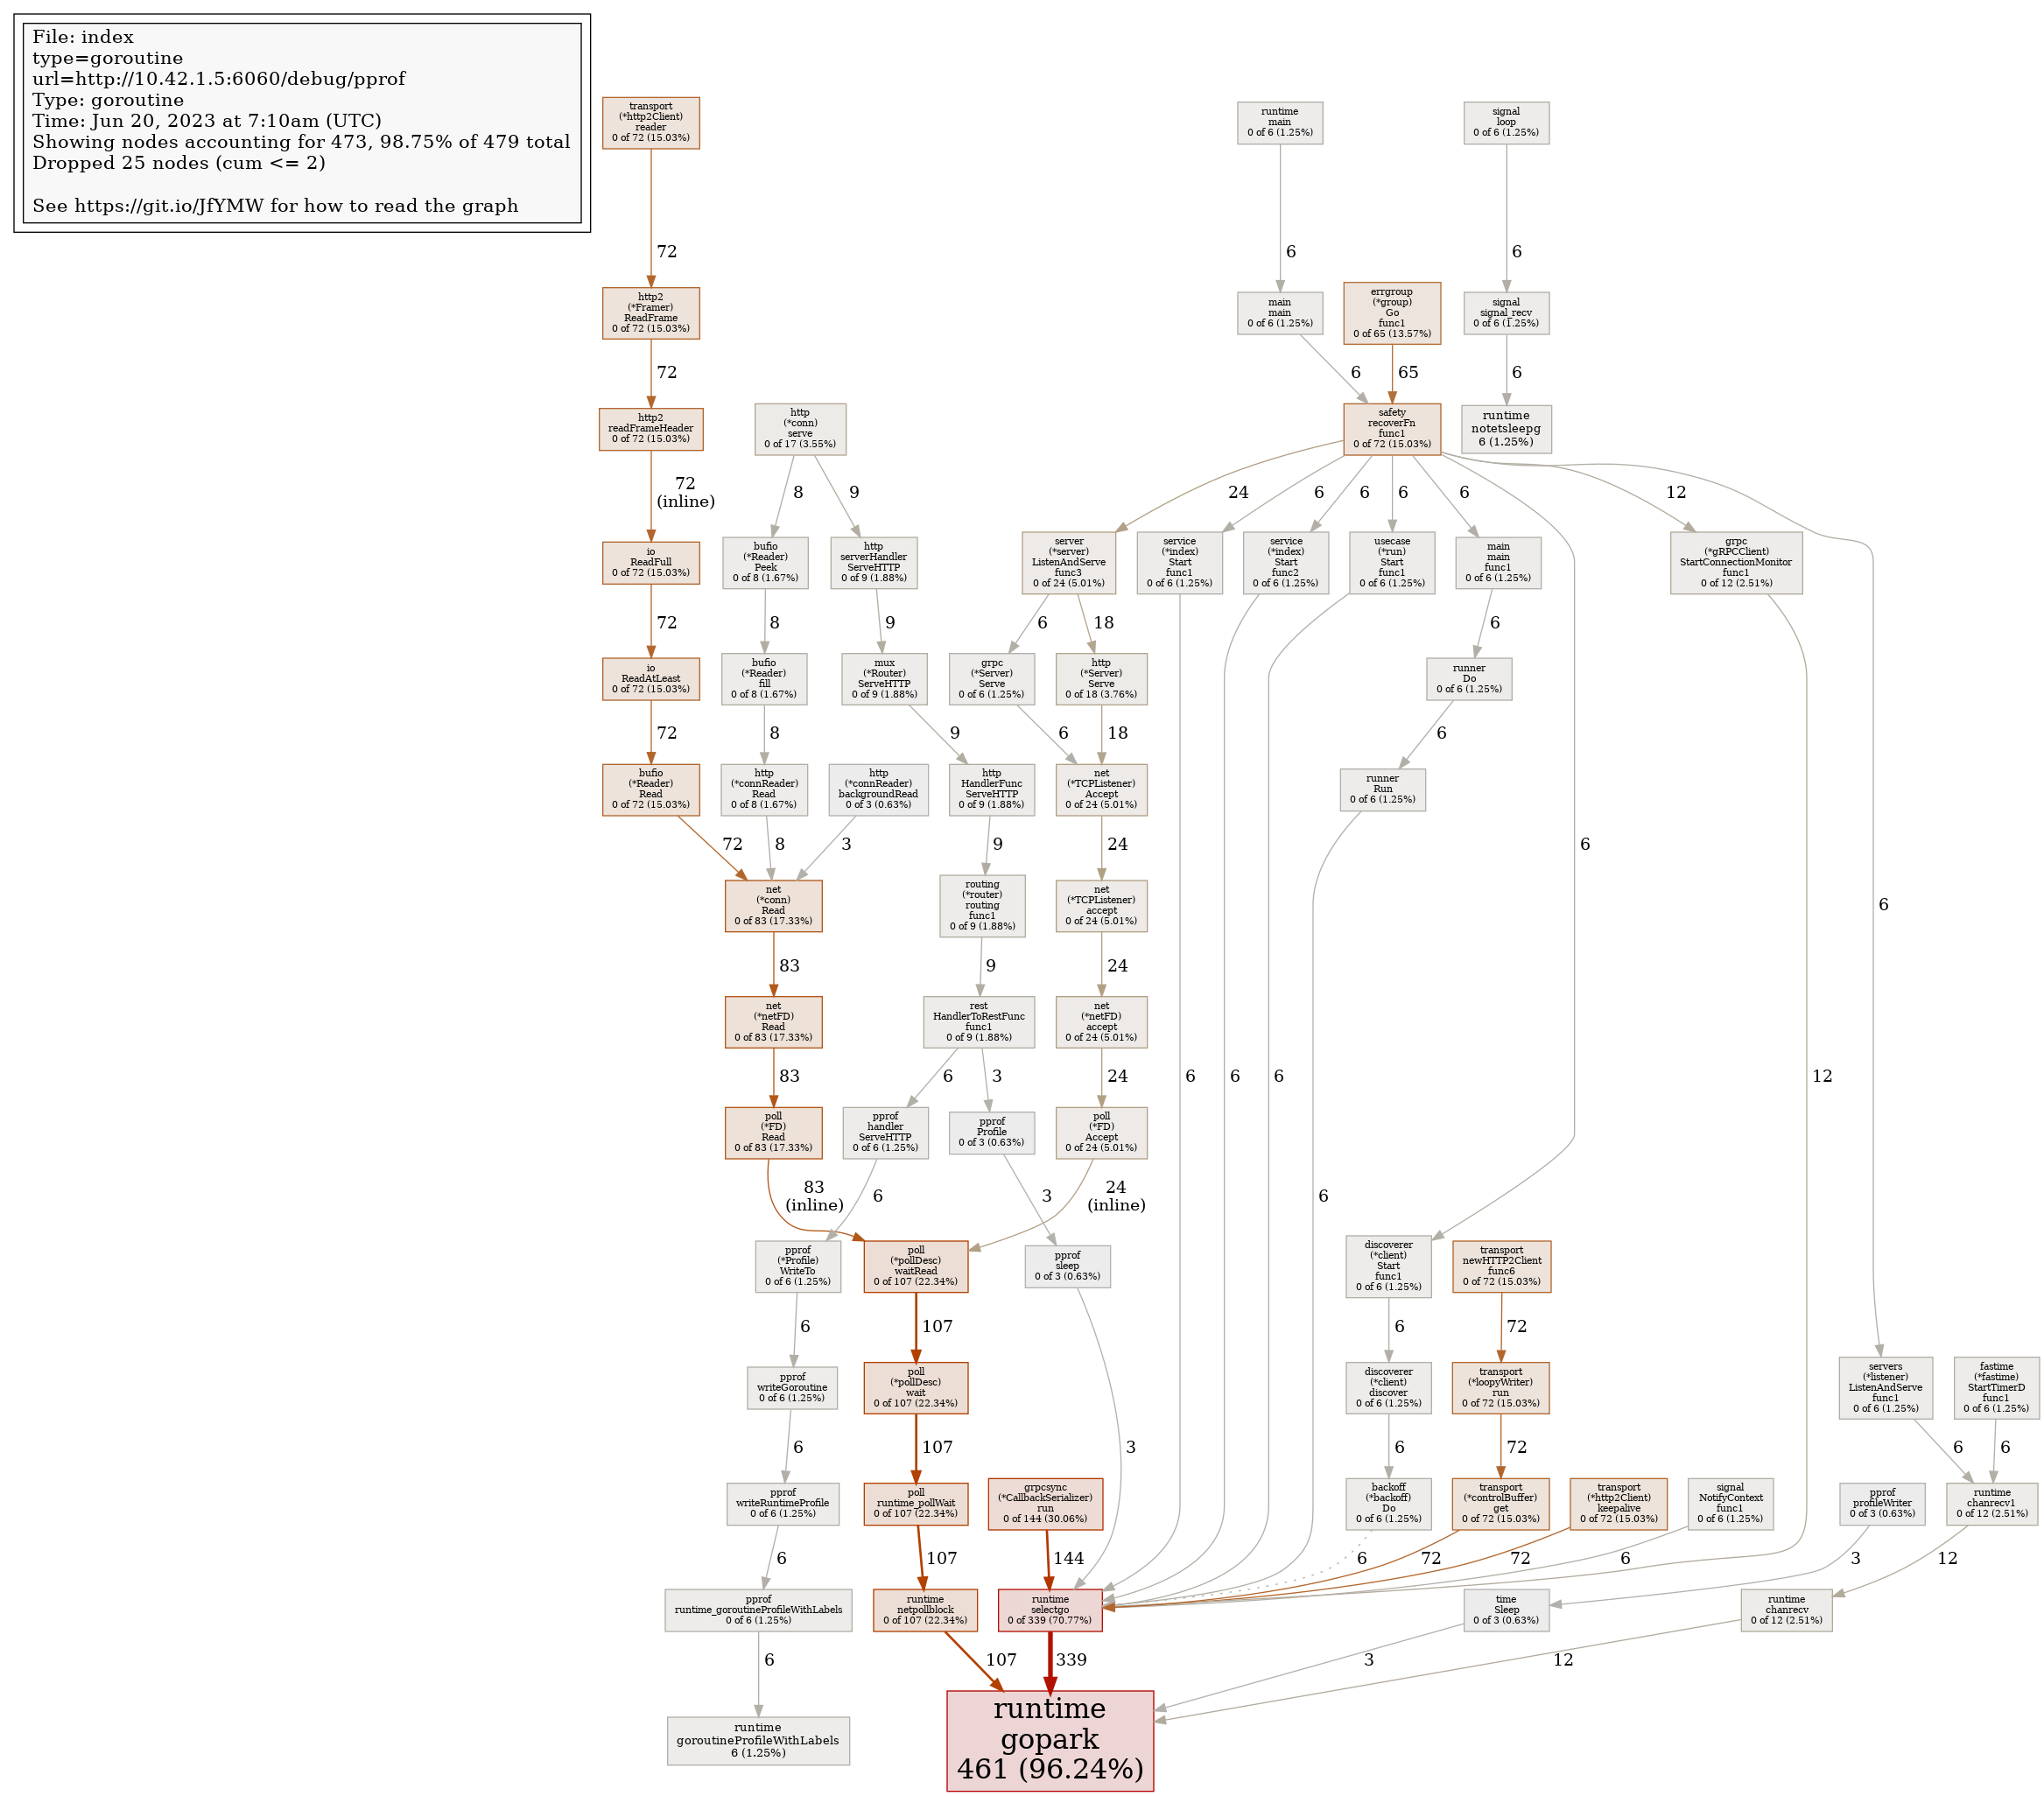 File: index
type=goroutine
url=http://10.42.1.5:6060/debug/pprof
Type: goroutine
Time: Jun 20, 2023 at 7:10am (UTC)
Showing nodes accounting for 473, 98.75% of 479 total
Dropped 25 nodes (cum <= 2)
See https://git.io/JfYMW for how to read the graph
transport
(*http2Client)
reader
0 of 72 (15.03%)
runtime
main
0 of 6 (1.25%)
signal
loop
0 of 6 (1.25%)
72
6
6
http2
(*Framer)
ReadFrame
0 of 72 (15.03%)
main
main
0 of 6 (1.25%)
errgroup
(*group)
Go
func1
0 of 65 (13.57%)
signal
signal_recv
0 of 6 (1.25%)
72
6
65
6
http2
readFrameHeader
0 of 72 (15.03%)
http
(*conn)
serve
0 of 17 (3.55%)
safety
recoverFn
func1
0 of 72 (15.03%)
runtime
notetsleepg
6 (1.25%)
72
(inline)
8
9
24
6
6
6
6
12
io
ReadFull
0 of 72 (15.03%)
bufio
(*Reader)
Peek
0 of 8 (1.67%)
http
serverHandler
ServeHTTP
0 of 9 (1.88%)
server
(*server)
ListenAndServe
func3
0 of 24 (5.01%)
service
(*index)
Start
func1
0 of 6 (1.25%)
service
(*index)
Start
func2
0 of 6 (1.25%)
usecase
(*run)
Start
func1
0 of 6 (1.25%)
main
main
func1
0 of 6 (1.25%)
grpc
(*gRPCClient)
StartConnectionMonitor
func1
0 of 12 (2.51%)
72
8
9
6
18
6
io
ReadAtLeast
0 of 72 (15.03%)
bufio
(*Reader)
fill
0 of 8 (1.67%)
mux
(*Router)
ServeHTTP
0 of 9 (1.88%)
grpc
(*Server)
Serve
0 of 6 (1.25%)
http
(*Server)
Serve
0 of 18 (3.76%)
runner
Do
0 of 6 (1.25%)
72
8
9
6
18
6
bufio
(*Reader)
Read
0 of 72 (15.03%)
http
(*connReader)
Read
0 of 8 (1.67%)
http
(*connReader)
backgroundRead
0 of 3 (0.63%)
http
HandlerFunc
ServeHTTP
0 of 9 (1.88%)
net
(*TCPListener)
Accept
0 of 24 (5.01%)
runner
Run
0 of 6 (1.25%)
72
8
3
9
24
6
6
net
(*conn)
Read
0 of 83 (17.33%)
routing
(*router)
routing
func1
0 of 9 (1.88%)
net
(*TCPListener)
accept
0 of 24 (5.01%)
83
9
24
net
(*netFD)
Read
0 of 83 (17.33%)
rest
HandlerToRestFunc
func1
0 of 9 (1.88%)
net
(*netFD)
accept
0 of 24 (5.01%)
83
6
3
24
6
6
6
12
poll
(*FD)
Read
0 of 83 (17.33%)
pprof
handler
ServeHTTP
0 of 6 (1.25%)
pprof
Profile
0 of 3 (0.63%)
poll
(*FD)
Accept
0 of 24 (5.01%)
83
(inline)
6
3
24
(inline)
6
pprof
(*Profile)
WriteTo
0 of 6 (1.25%)
poll
(*pollDesc)
waitRead
0 of 107 (22.34%)
pprof
sleep
0 of 3 (0.63%)
discoverer
(*client)
Start
func1
0 of 6 (1.25%)
transport
newHTTP2Client
func6
0 of 72 (15.03%)
6
107
6
72
pprof
writeGoroutine
0 of 6 (1.25%)
poll
(*pollDesc)
wait
0 of 107 (22.34%)
discoverer
(*client)
discover
0 of 6 (1.25%)
transport
(*loopyWriter)
run
0 of 72 (15.03%)
servers
(*listener)
ListenAndServe
func1
0 of 6 (1.25%)
fastime
(*fastime)
StartTimerD
func1
0 of 6 (1.25%)
6
107
3
6
72
6
6
pprof
writeRuntimeProfile
0 of 6 (1.25%)
poll
runtime_pollWait
0 of 107 (22.34%)
grpcsync
(*CallbackSerializer)
run
0 of 144 (30.06%)
backoff
(*backoff)
Do
0 of 6 (1.25%)
transport
(*controlBuffer)
get
0 of 72 (15.03%)
transport
(*http2Client)
keepalive
0 of 72 (15.03%)
signal
NotifyContext
func1
0 of 6 (1.25%)
pprof
profileWriter
0 of 3 (0.63%)
runtime
chanrecv1
0 of 12 (2.51%)
6
107
144
6
72
72
6
3
12
pprof
runtime_goroutineProfileWithLabels
0 of 6 (1.25%)
runtime
netpollblock
0 of 107 (22.34%)
runtime
selectgo
0 of 339 (70.77%)
time
Sleep
0 of 3 (0.63%)
runtime
chanrecv
0 of 12 (2.51%)
6
107
339
3
12
runtime
goroutineProfileWithLabels
6 (1.25%)
runtime
gopark
461 (96.24%)